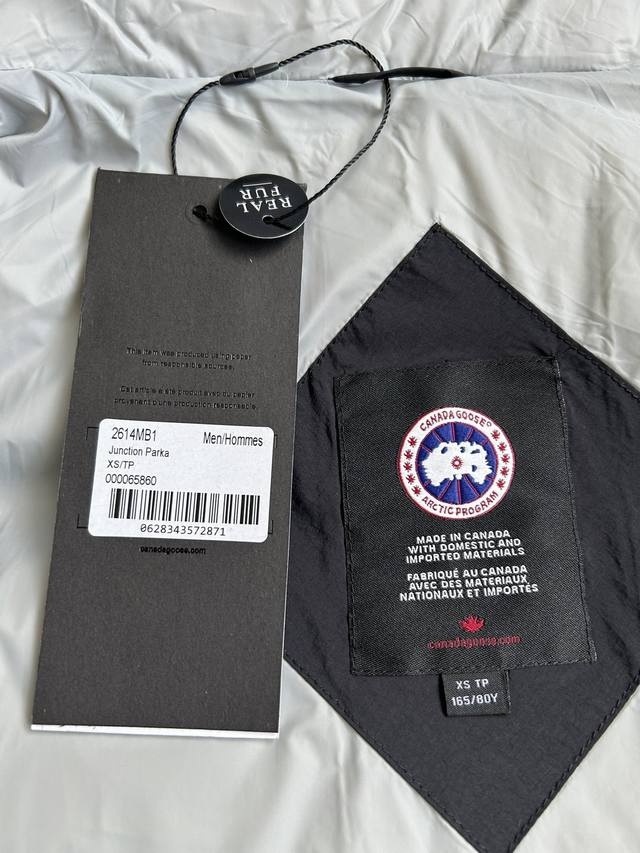 REAL
FUR
This item was produced using paper
from responsible sources.
Cet article a été produit avec du papier
provenant d'une production responsable.
2614MB1 Men/Hommes
Junction Parka
XS/TP
000065860
0628343572871
canadagoose.com
CANADA GOOSE®
ARCTIC PROGRAM
MADE IN CANADA
WITH DOMESTIC AND
IMPORTED MATERIALS
FABRIQUÉ AU CANADA
AVEC DES MATERIAUX
NATIONAUX ET IMPORTÉS
canadagoose.com
XS TP
165/80Y